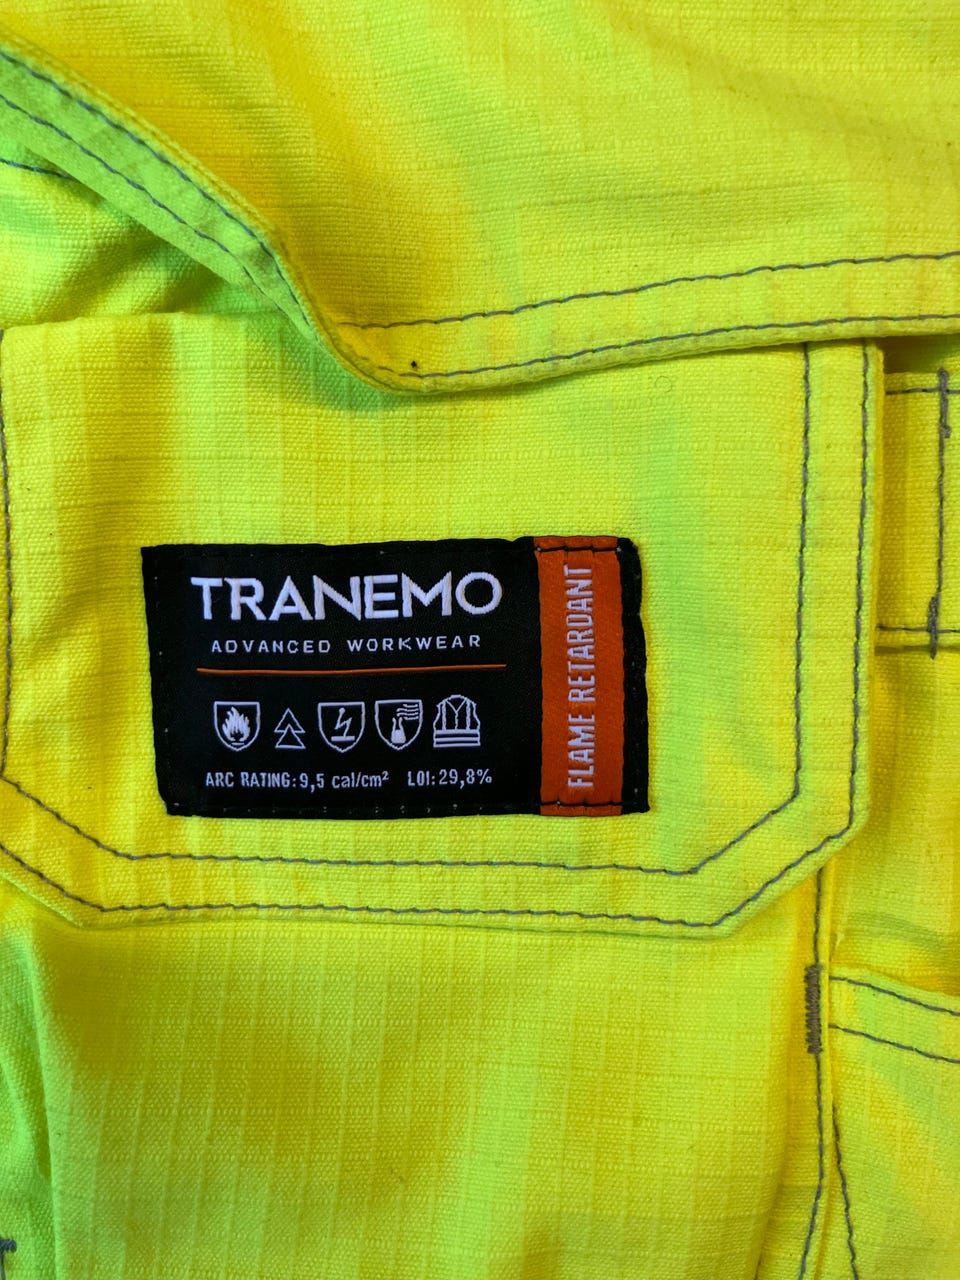 TRANEMO
ADVANCED WORKWEAR
ARC RATING: 9,5 cal/cm² LOI: 29,8%
FLAME RETARDANT